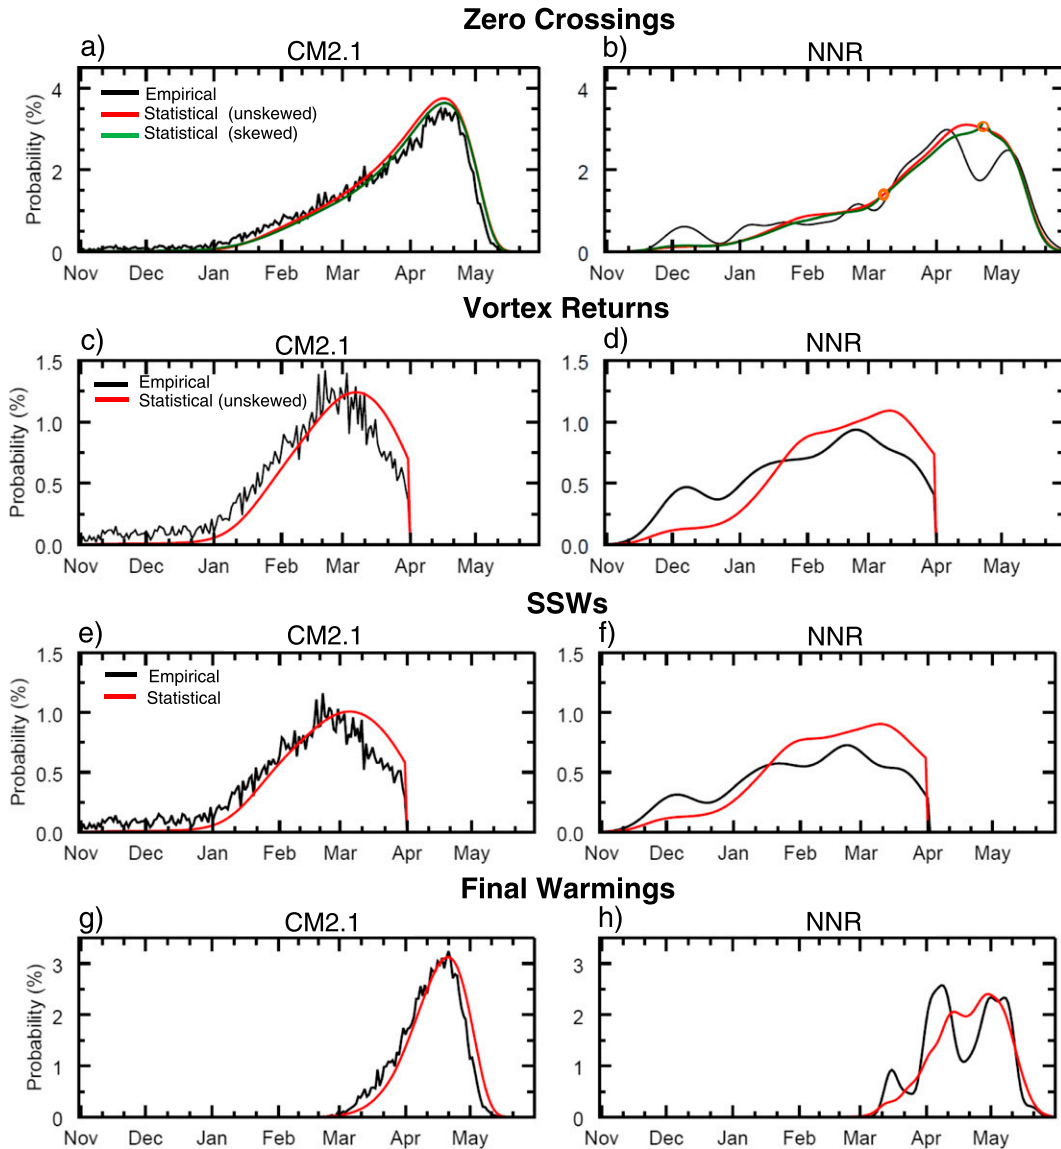 Zero Crossings
a)
CM2.1
b)
NNR
Probability (%)
4
2
0
Empirical
Statistical (unskewed)
Statistical (skewed)
Nov Dec Jan Feb Mar Apr May
4
2
0
Nov Dec Jan Feb Mar Apr May
Vortex Returns
c)
CM2.1
d)
NNR
Probability (%)
1.5
1.0
0.5
0.0
Empirical
Statistical (unskewed)
Nov Dec Jan Feb Mar Apr May
1.5
1.0
0.5
0.0
Nov Dec Jan Feb Mar Apr May
SSWs
e)
CM2.1
f)
NNR
Probability (%)
1.5
1.0
0.5
0.0
Empirical
Statistical
Nov Dec Jan Feb Mar Apr May
1.5
1.0
0.5
0.0
Nov Dec Jan Feb Mar Apr May
Final Warmings
g)
CM2.1
h)
NNR
Probability (%)
3
2
1
0
Nov Dec Jan Feb Mar Apr May
3
2
1
0
Nov Dec Jan Feb Mar Apr May